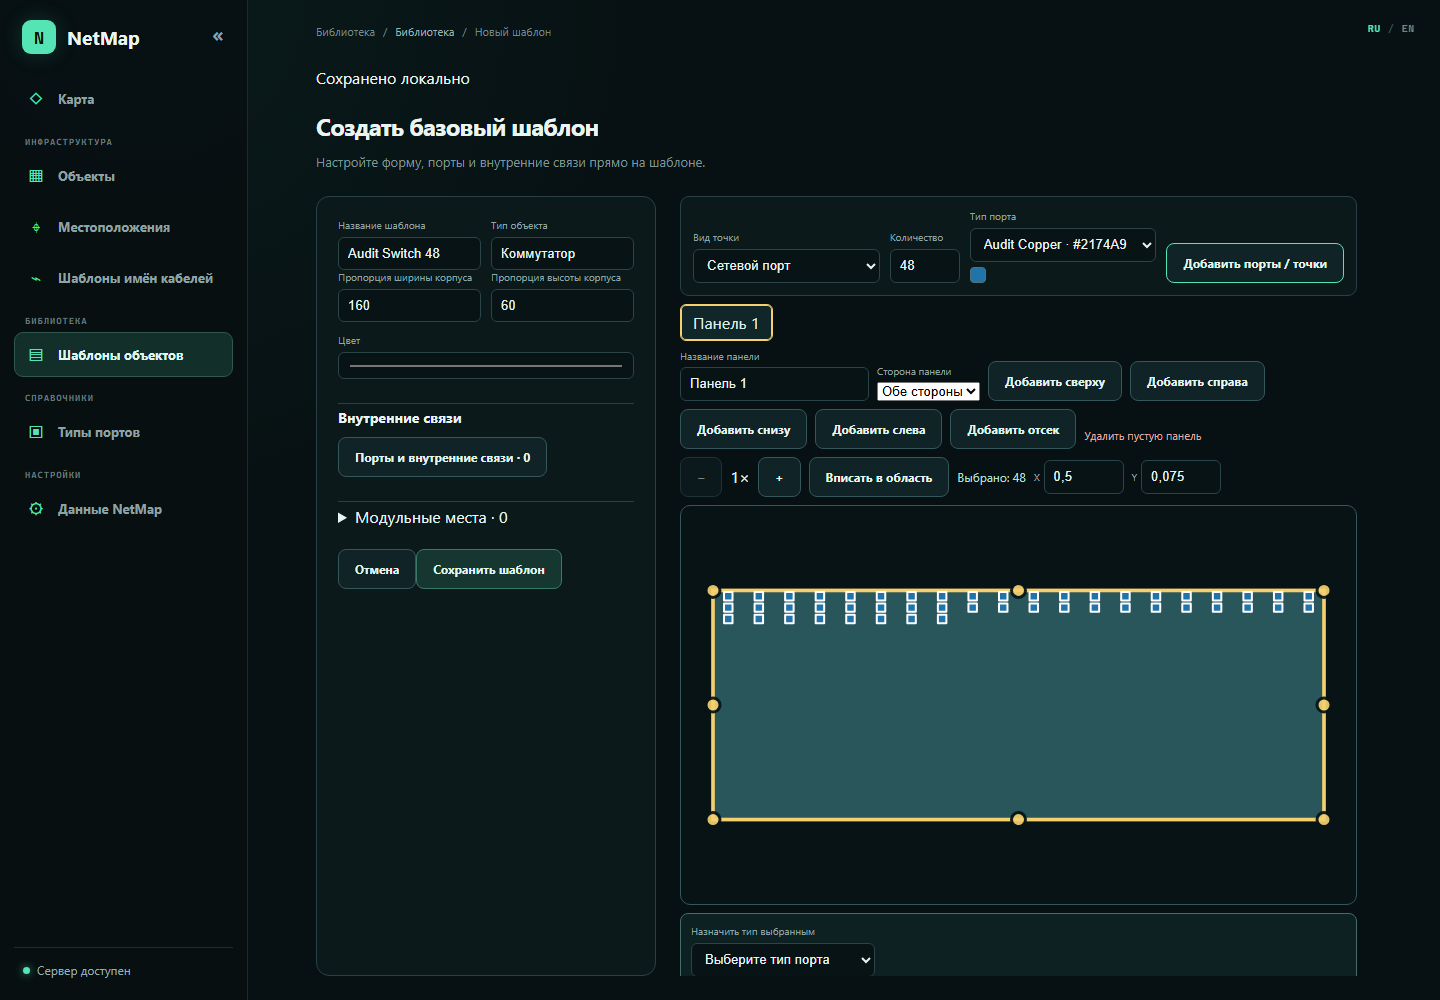 N NetMap «
Карта
ИНФРАСТРУКТУРА
Объекты
Местоположения
Шаблоны имён кабелей
БИБЛИОТЕКА
Шаблоны объектов
СПРАВОЧНИКИ
Типы портов
НАСТРОЙКИ
Данные NetMap
Сервер доступен
Библиотека / Библиотека / Новый шаблон
RU / EN
Сохранено локально
Создать базовый шаблон
Настройте форму, порты и внутренние связи прямо на шаблоне.
Название шаблона Тип объекта
Audit Switch 48 Коммутатор
Пропорция ширины корпуса Пропорция высоты корпуса
160 60
Цвет
Внутренние связи
Порты и внутренние связи · 0
Модульные места · 0
Отмена Сохранить шаблон
Вид точки Количество Тип порта
Сетевой порт 48 Audit Copper · #2174A9 Добавить порты / точки
Панель 1
Название панели Сторона панели
Панель 1 Обе стороны Добавить сверху Добавить справа
Добавить снизу Добавить слева Добавить отсек Удалить пустую панель
− 1× + Вписать в область Выбрано: 48 X 0,5 Y 0,075
Назначить тип выбранным
Выберите тип порта